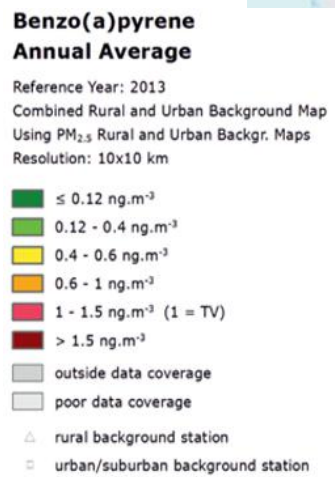 Benzo(a)pyrene
Annual Average
Reference Year: 2013
Combined Rural and Urban Background Map
Using PM₂.₅ Rural and Urban Backgr. Maps
Resolution: 10x10 km
≤ 0.12 ng.m⁻³
0.12 - 0.4 ng.m⁻³
0.4 - 0.6 ng.m⁻³
0.6 - 1 ng.m⁻³
1 - 1.5 ng.m⁻³ (1 = TV)
> 1.5 ng.m⁻³
outside data coverage
poor data coverage
rural background station
urban/suburban background station